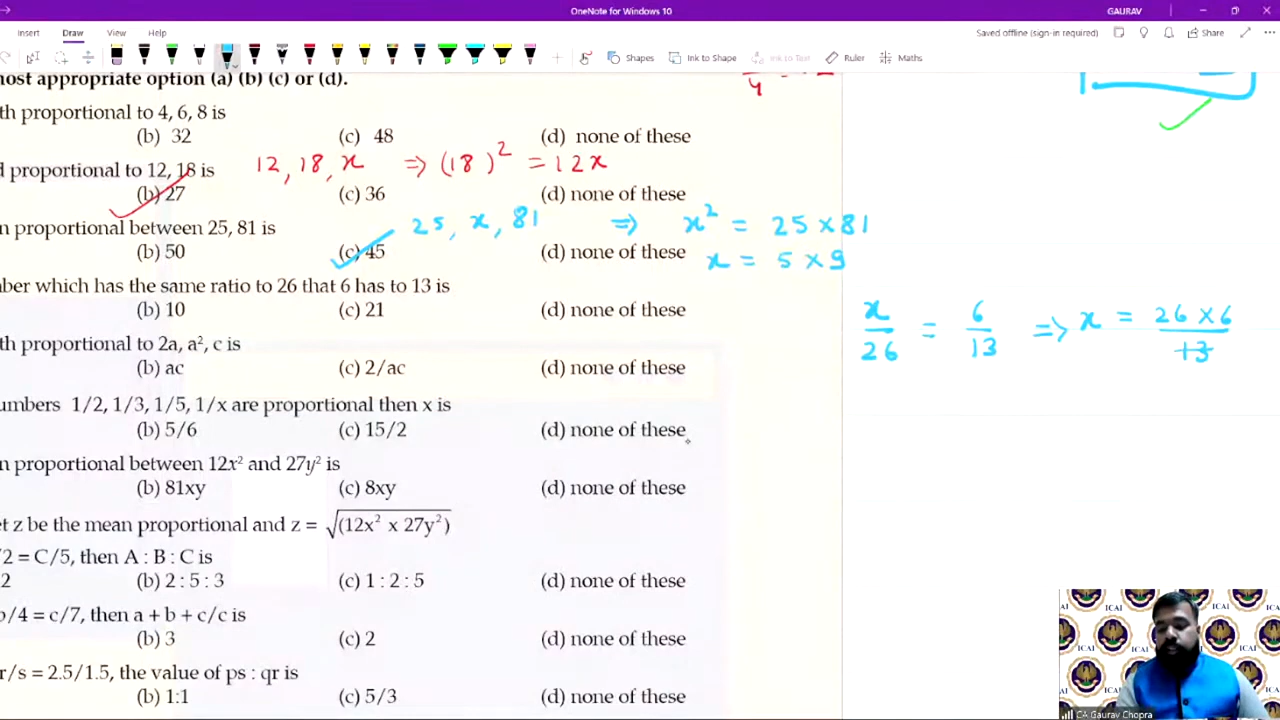 OneNote for Windows 10
GAURAV
Insert Draw View Help
Saved offline (sign-in required)
Share
Shapes
Ink to Shape
Ink to Text
Ruler
Maths
ost appropriate option (a) (b) (c) or (d).
4
th proportional to 4, 6, 8 is
(b) 32 (c) 48 (d) none of these
d proportional to 12, 18 is
12, 18, x ⇒ (18)² = 12x
(b) 27 (c) 36 (d) none of these
n proportional between 25, 81 is
25, x, 81 ⇒ x² = 25 × 81
(b) 50 (c) 45 (d) none of these
x = 5 × 9
ber which has the same ratio to 26 that 6 has to 13 is
(b) 10 (c) 21 (d) none of these
x/26 = 6/13 ⇒ x = 26 × 6/13
th proportional to 2a, a², c is
(b) ac (c) 2/ac (d) none of these
umbers 1/2, 1/3, 1/5, 1/x are proportional then x is
(b) 5/6 (c) 15/2 (d) none of these
n proportional between 12x² and 27y² is
(b) 81xy (c) 8xy (d) none of these
et z be the mean proportional and z = √(12x² x 27y²)
/2 = C/5, then A : B : C is
2 (b) 2 : 5 : 3 (c) 1 : 2 : 5 (d) none of these
b/4 = c/7, then a + b + c/c is
(b) 3 (c) 2 (d) none of these
r/s = 2.5/1.5, the value of ps : qr is
(b) 1:1 (c) 5/3 (d) none of these
ICAI
CA Gaurav Chopra